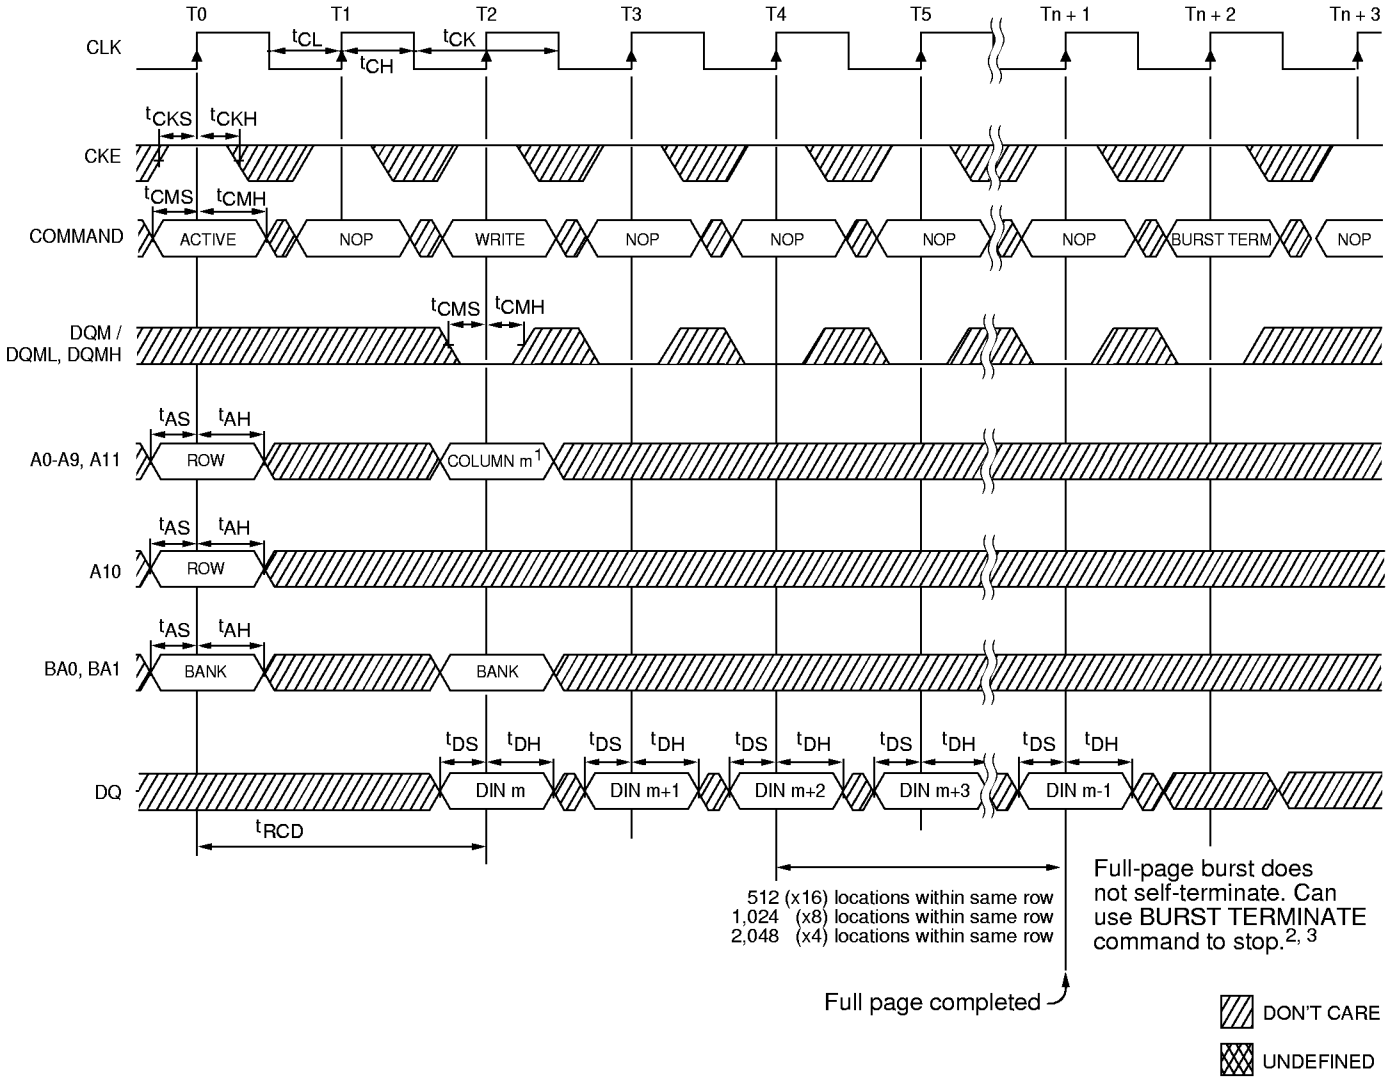 T0 T1 T2 T3 T4 T5 Tn + 1 Tn + 2 Tn + 3
CLK
tCL tCK
tCH
tCKS tCKH
CKE
tCMS tCMH
COMMAND ACTIVE NOP WRITE NOP NOP NOP NOP BURST TERM NOP
tCMS tCMH
DQM /
DQML, DQMH
tAS tAH
A0-A9, A11 ROW COLUMN m1
tAS tAH
A10 ROW
tAS tAH
BA0, BA1 BANK BANK
tDS tDH tDS tDH tDS tDH tDS tDH tDS tDH
DQ DIN m DIN m+1 DIN m+2 DIN m+3 DIN m-1
tRCD
512 (x16) locations within same row
1,024 (x8) locations within same row
2,048 (x4) locations within same row
Full-page burst does
not self-terminate. Can
use BURST TERMINATE
command to stop.2, 3
Full page completed
DON'T CARE
UNDEFINED